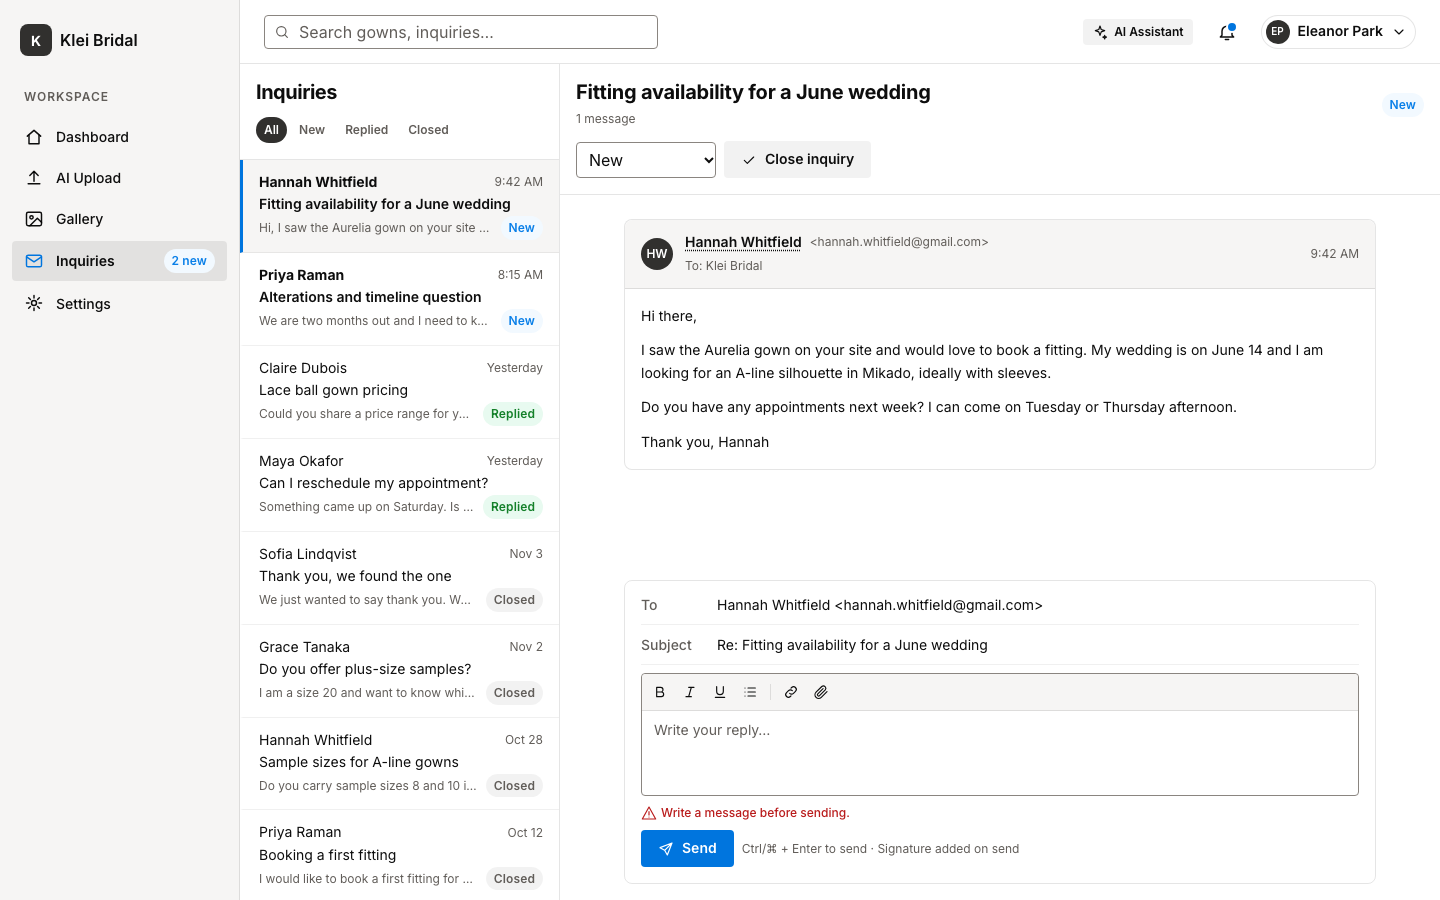 K Klei Bridal
WORKSPACE
Dashboard
AI Upload
Gallery
Inquiries 2 new
Settings
Search gowns, inquiries...
AI Assistant
EP Eleanor Park
Inquiries
All New Replied Closed
Hannah Whitfield 9:42 AM
Fitting availability for a June wedding
Hi, I saw the Aurelia gown on your site ... New
Priya Raman 8:15 AM
Alterations and timeline question
We are two months out and I need to k... New
Claire Dubois Yesterday
Lace ball gown pricing
Could you share a price range for y... Replied
Maya Okafor Yesterday
Can I reschedule my appointment?
Something came up on Saturday. Is ... Replied
Sofia Lindqvist Nov 3
Thank you, we found the one
We just wanted to say thank you. W... Closed
Grace Tanaka Nov 2
Do you offer plus-size samples?
I am a size 20 and want to know whi... Closed
Hannah Whitfield Oct 28
Sample sizes for A-line gowns
Do you carry sample sizes 8 and 10 i... Closed
Priya Raman Oct 12
Booking a first fitting
I would like to book a first fitting for ... Closed
Fitting availability for a June wedding
1 message
New
New Close inquiry
HW Hannah Whitfield <hannah.whitfield@gmail.com>
To: Klei Bridal
9:42 AM
Hi there,
I saw the Aurelia gown on your site and would love to book a fitting. My wedding is on June 14 and I am
looking for an A-line silhouette in Mikado, ideally with sleeves.
Do you have any appointments next week? I can come on Tuesday or Thursday afternoon.
Thank you, Hannah
To Hannah Whitfield <hannah.whitfield@gmail.com>
Subject Re: Fitting availability for a June wedding
B I U
Write your reply...
Write a message before sending.
Send Ctrl/⌘ + Enter to send · Signature added on send